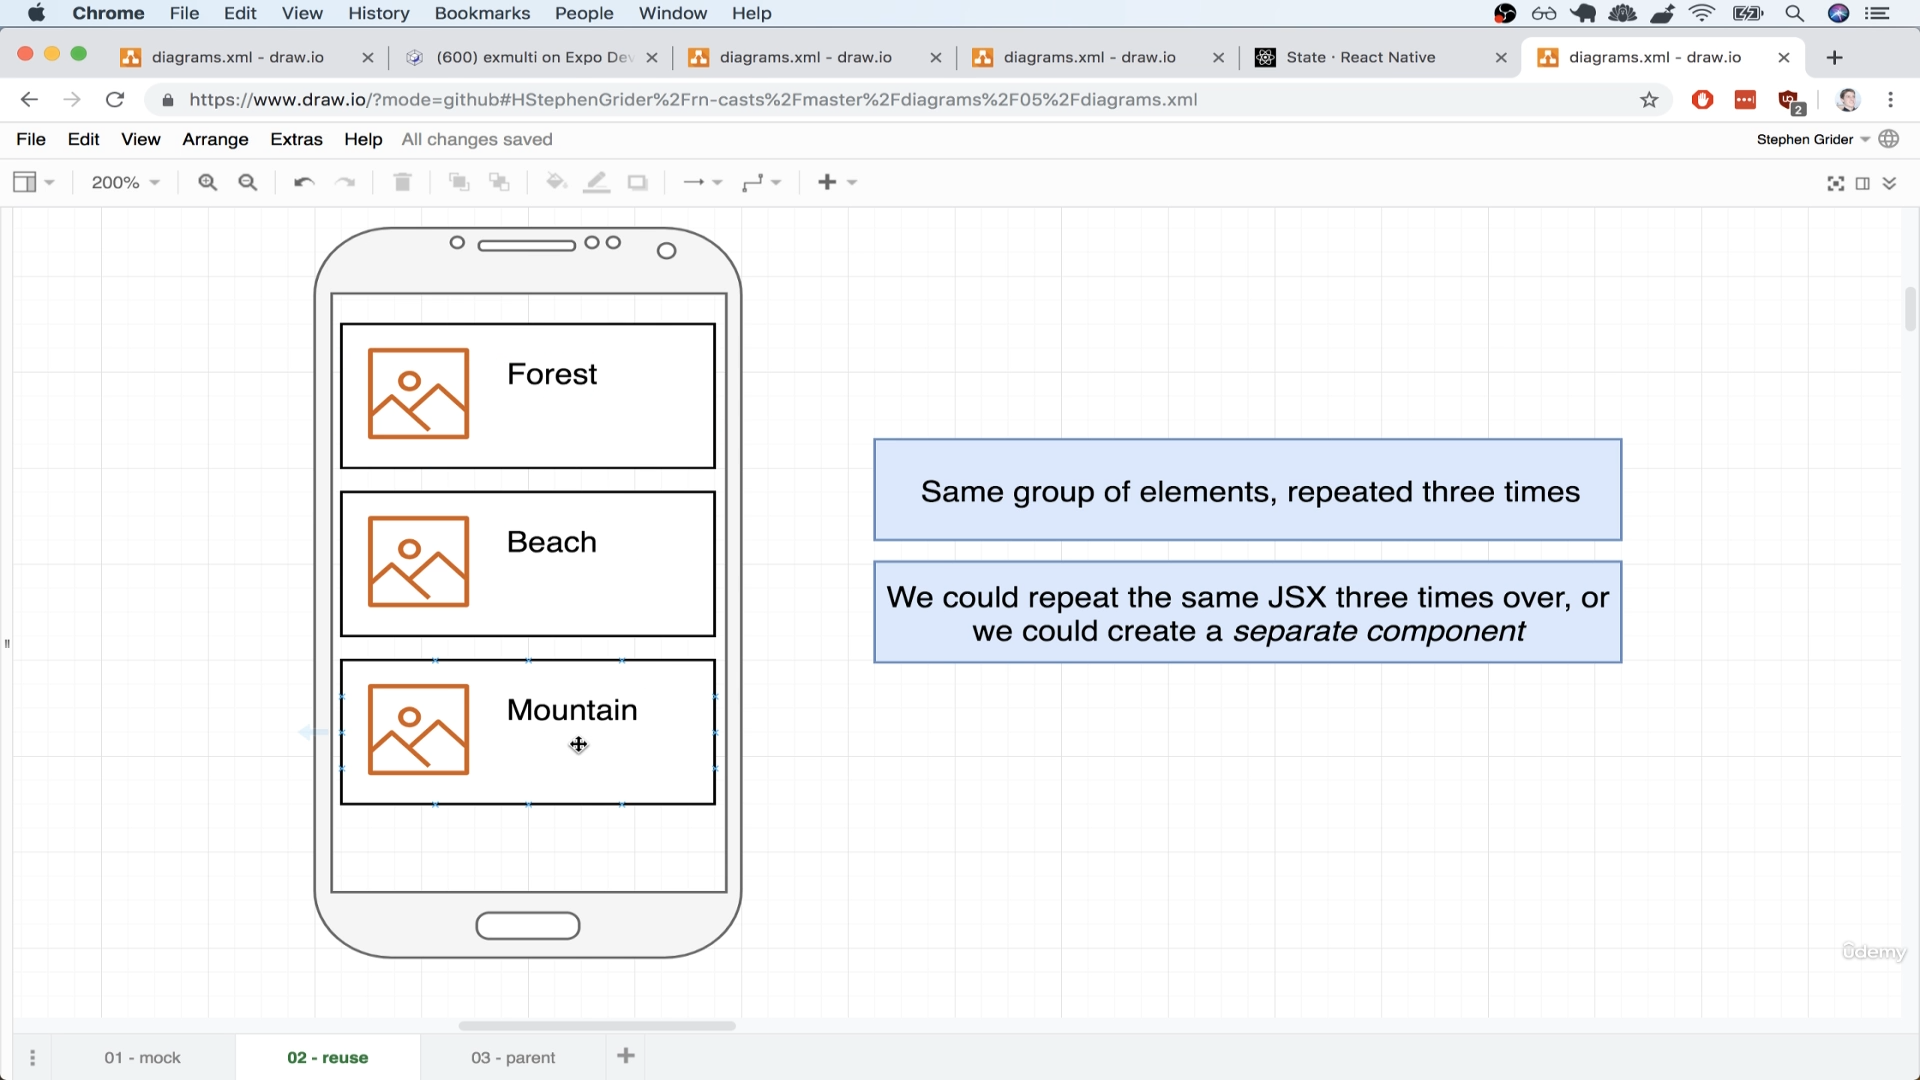 Chrome File Edit View History Bookmarks People Window Help
diagrams.xml - draw.io
(600) exmulti on Expo Dev
diagrams.xml - draw.io
diagrams.xml - draw.io
State · React Native
diagrams.xml - draw.io
https://www.draw.io/?mode=github#HStephenGrider%2Frn-casts%2Fmaster%2Fdiagrams%2F05%2Fdiagrams.xml
2
File Edit View Arrange Extras Help All changes saved
Stephen Grider
200%
Forest
Beach
Mountain
Same group of elements, repeated three times
We could repeat the same JSX three times over, or
we could create a separate component
ûdemy
01 - mock
02 - reuse
03 - parent